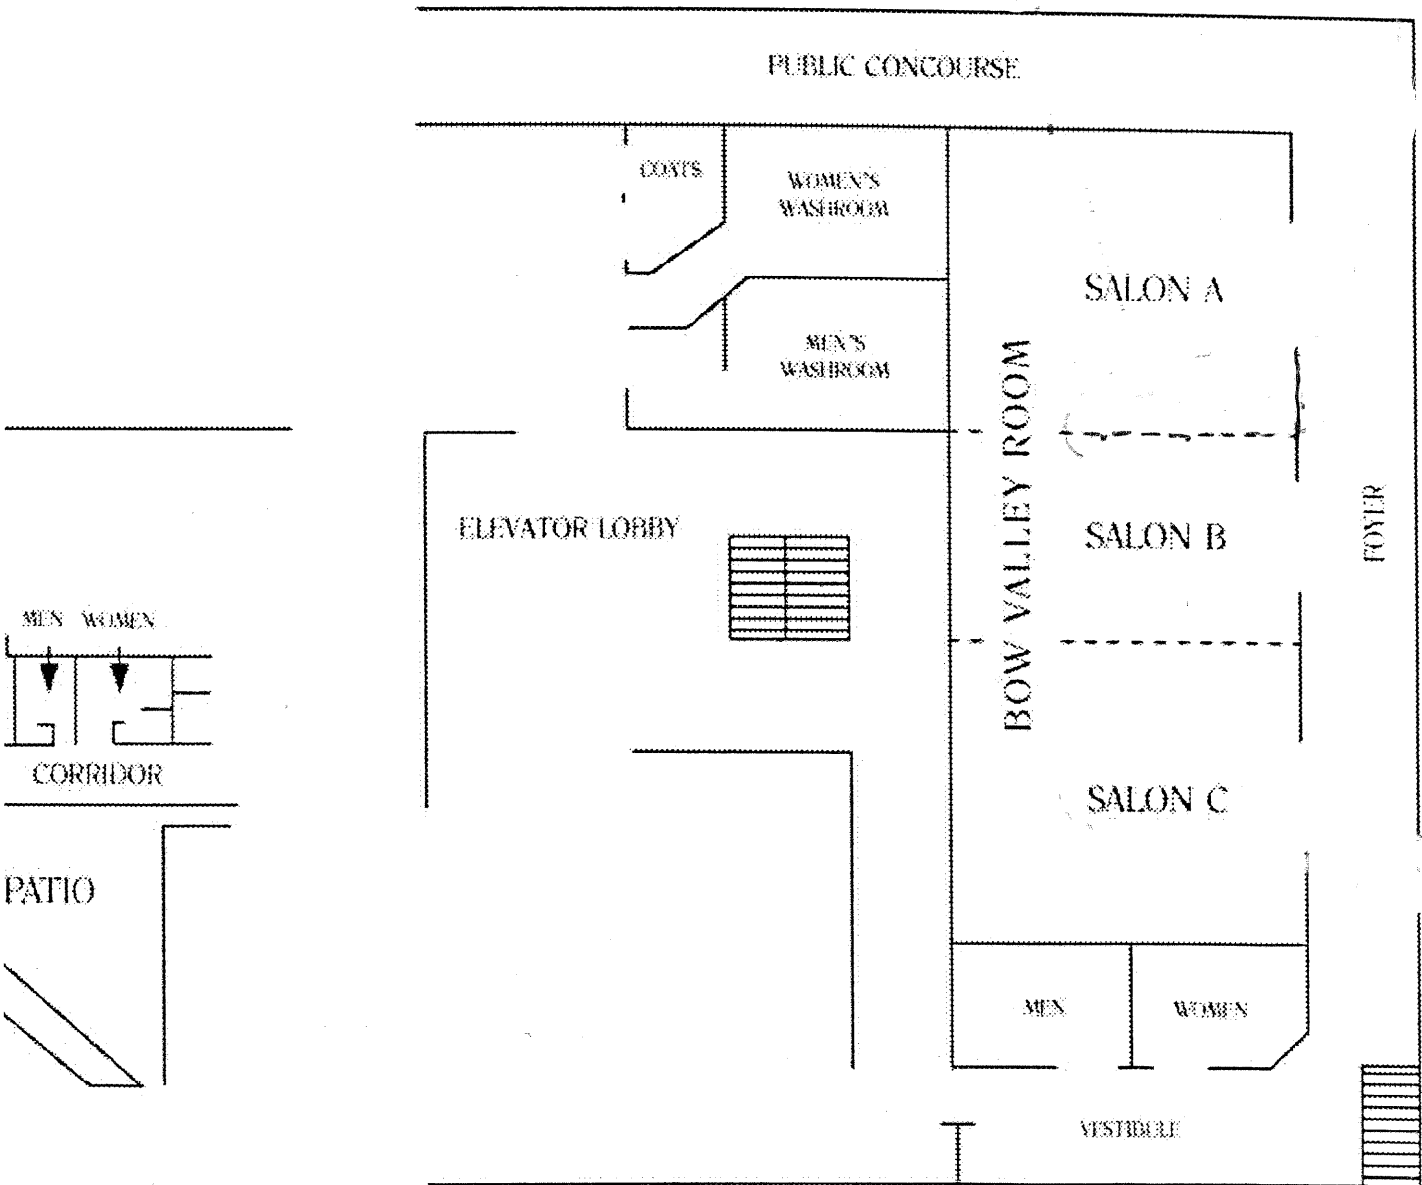 PUBLIC CONCOURSE
COATS
WOMEN'S
WASHROOM
SALON A
MEN'S
WASHROOM
BOW VALLEY ROOM
ELEVATOR LOBBY
SALON B
FOYER
MEN WOMEN
CORRIDOR
SALON C
PATIO
MEN
WOMEN
VESTIBULE